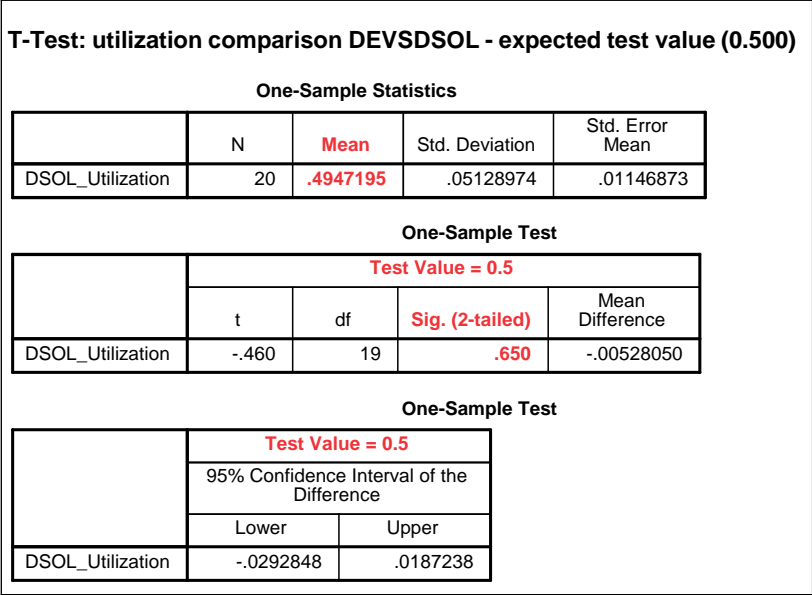 T-Test: utilization comparison DEVSDSOL - expected test value (0.500)
One-Sample Statistics
N Mean Std. Deviation Std. Error Mean
DSOL_Utilization 20 .4947195 .05128974 .01146873
One-Sample Test
Test Value = 0.5
t df Sig. (2-tailed) Mean Difference
DSOL_Utilization -.460 19 .650 -.00528050
One-Sample Test
Test Value = 0.5
95% Confidence Interval of the
Difference
Lower Upper
DSOL_Utilization -.0292848 .0187238